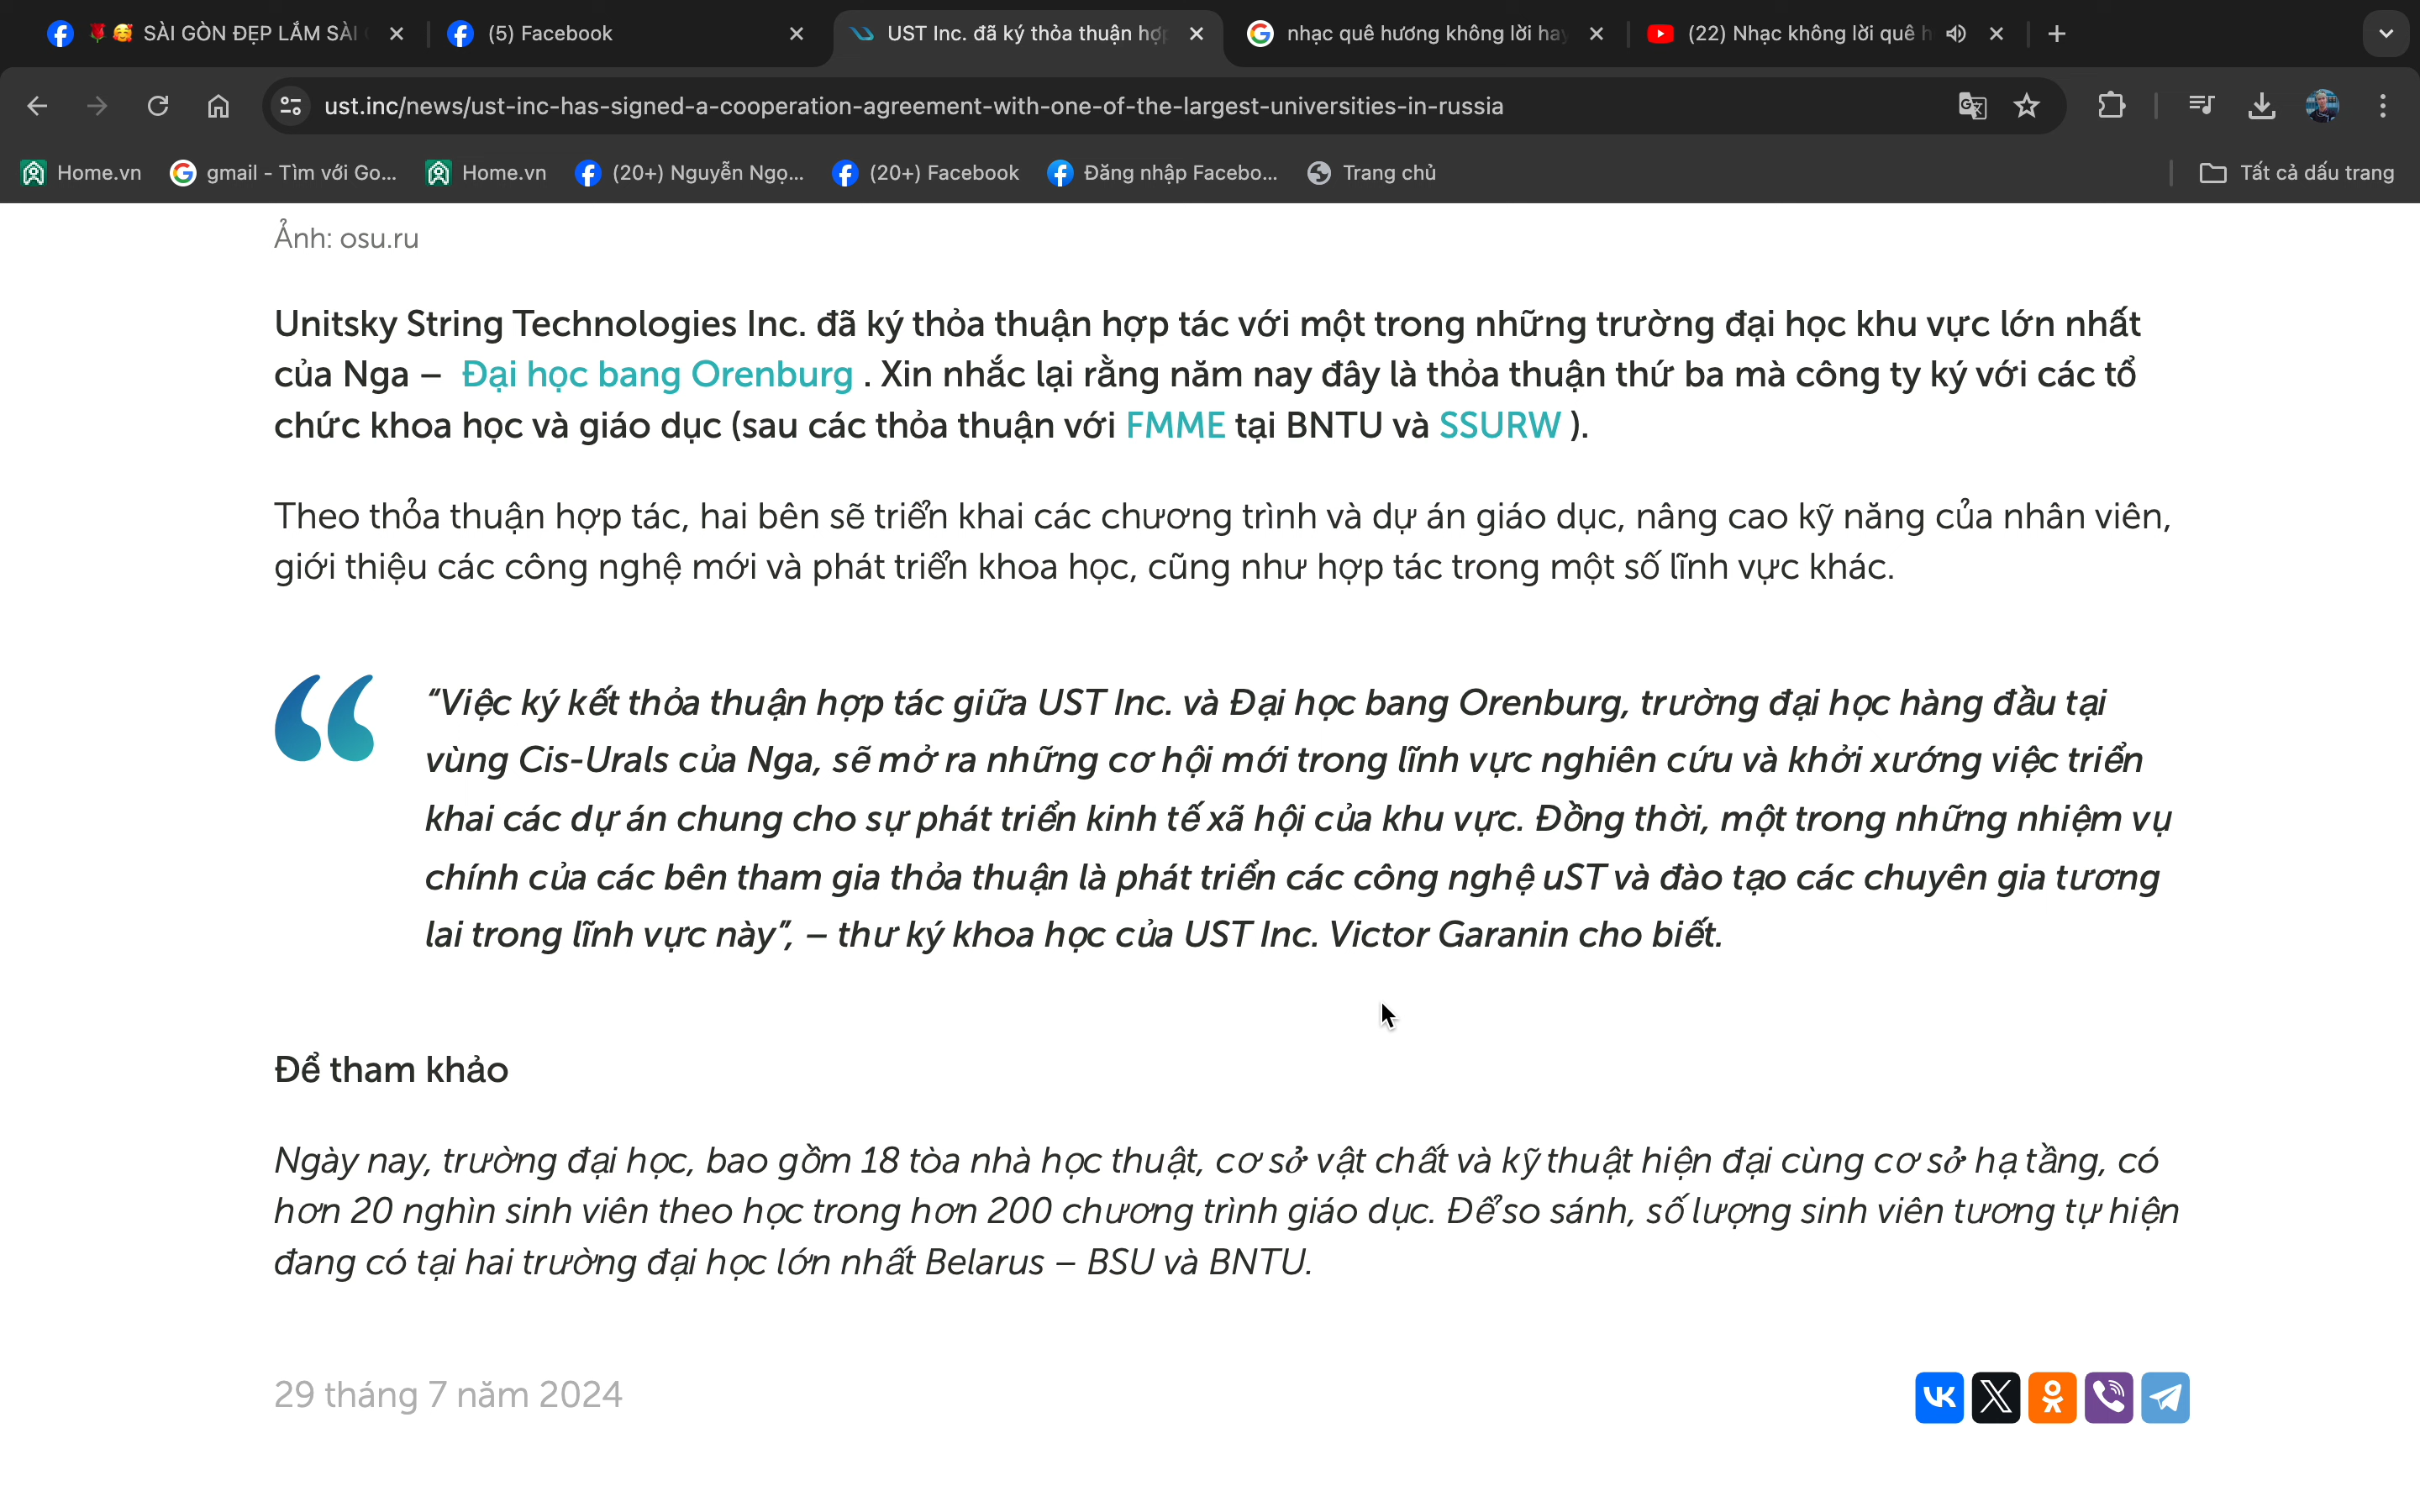 🌹🥰 SÀI GÒN ĐẸP LẮM SÀI
(5) Facebook
UST Inc. đã ký thỏa thuận hợp
nhạc quê hương không lời hay
(22) Nhạc không lời quê h
ust.inc/news/ust-inc-has-signed-a-cooperation-agreement-with-one-of-the-largest-universities-in-russia
Home.vn
gmail - Tìm với Go...
Home.vn
(20+) Nguyễn Ngọ...
(20+) Facebook
Đăng nhập Facebo...
Trang chủ
Tất cả dấu trang
Ảnh: osu.ru
Unitsky String Technologies Inc. đã ký thỏa thuận hợp tác với một trong những trường đại học khu vực lớn nhất
của Nga – Đại học bang Orenburg . Xin nhắc lại rằng năm nay đây là thỏa thuận thứ ba mà công ty ký với các tổ
chức khoa học và giáo dục (sau các thỏa thuận với FMME tại BNTU và SSURW ).
Theo thỏa thuận hợp tác, hai bên sẽ triển khai các chương trình và dự án giáo dục, nâng cao kỹ năng của nhân viên,
giới thiệu các công nghệ mới và phát triển khoa học, cũng như hợp tác trong một số lĩnh vực khác.
“Việc ký kết thỏa thuận hợp tác giữa UST Inc. và Đại học bang Orenburg, trường đại học hàng đầu tại
vùng Cis-Urals của Nga, sẽ mở ra những cơ hội mới trong lĩnh vực nghiên cứu và khởi xướng việc triển
khai các dự án chung cho sự phát triển kinh tế xã hội của khu vực. Đồng thời, một trong những nhiệm vụ
chính của các bên tham gia thỏa thuận là phát triển các công nghệ uST và đào tạo các chuyên gia tương
lai trong lĩnh vực này”, – thư ký khoa học của UST Inc. Victor Garanin cho biết.
Để tham khảo
Ngày nay, trường đại học, bao gồm 18 tòa nhà học thuật, cơ sở vật chất và kỹ thuật hiện đại cùng cơ sở hạ tầng, có
hơn 20 nghìn sinh viên theo học trong hơn 200 chương trình giáo dục. Để so sánh, số lượng sinh viên tương tự hiện
đang có tại hai trường đại học lớn nhất Belarus – BSU và BNTU.
29 tháng 7 năm 2024